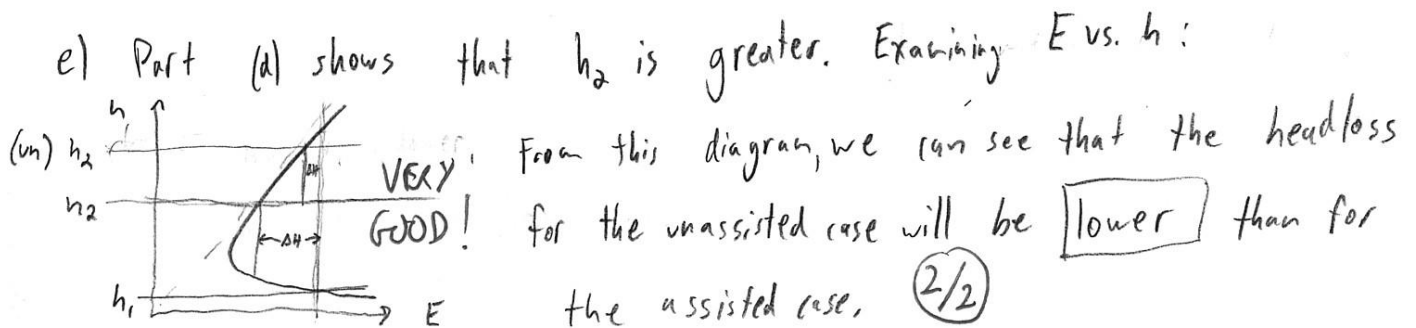 e) Part (d) shows that h₂ is greater. Examining E vs. h :
h,
(un) h₂
From this diagram, we can see that the headloss
ΔH
VERY
h₂
GOOD!
for the unassisted case will be lower than for
ΔH
h₁
E
the assisted case.
2/2